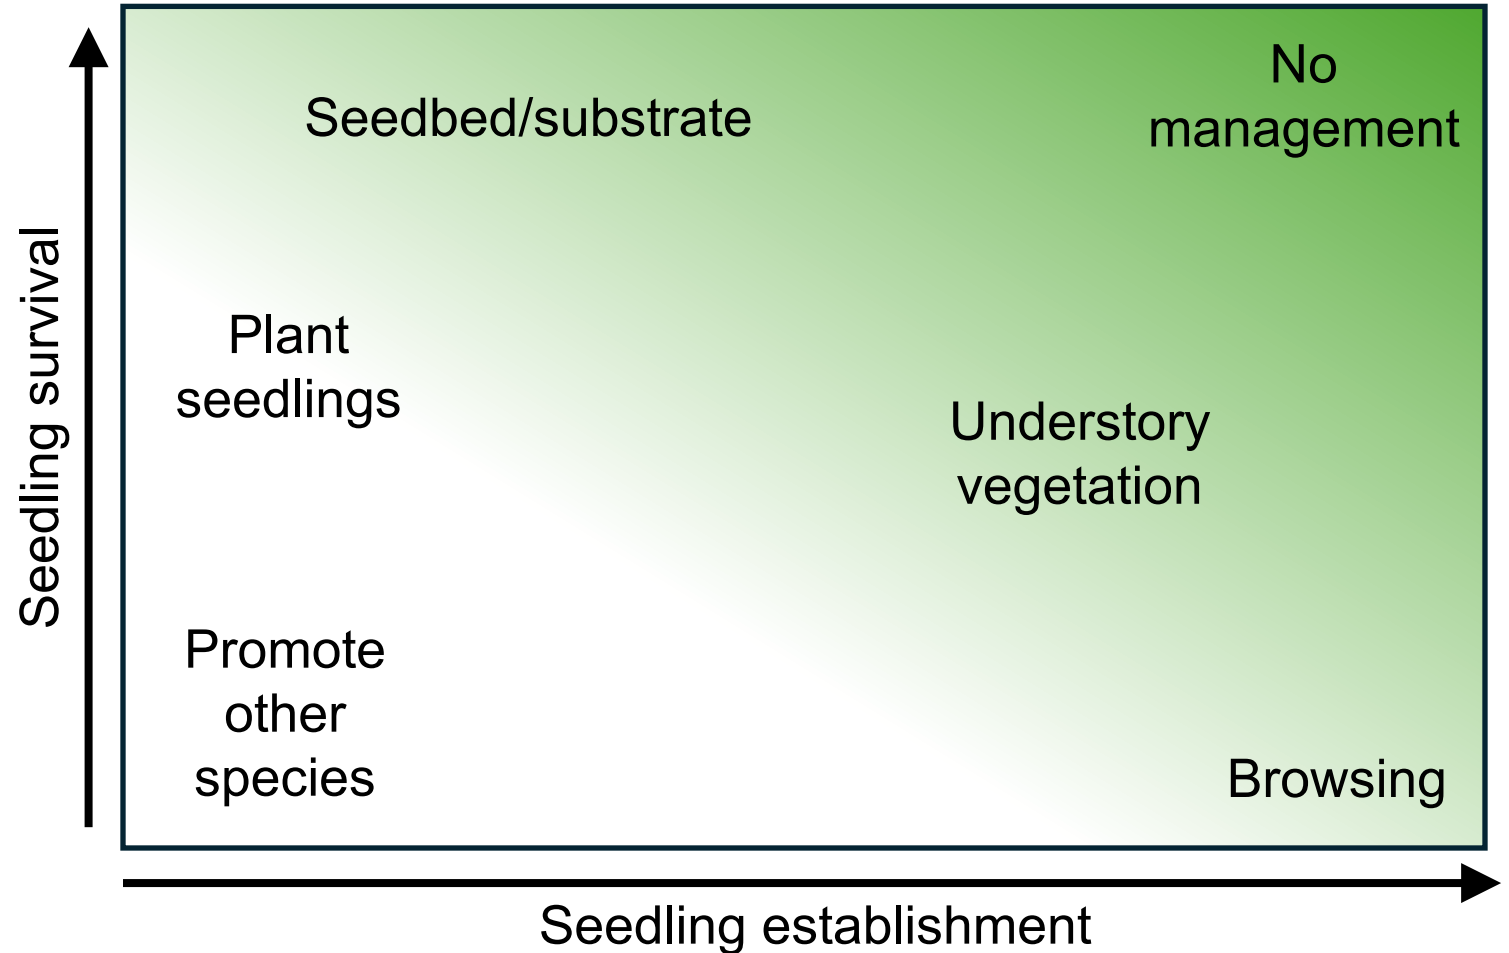 No
management
Seedbed/substrate
Plant
seedlings
Understory
vegetation
Promote
other
species
Browsing
Seedling survival
Seedling establishment